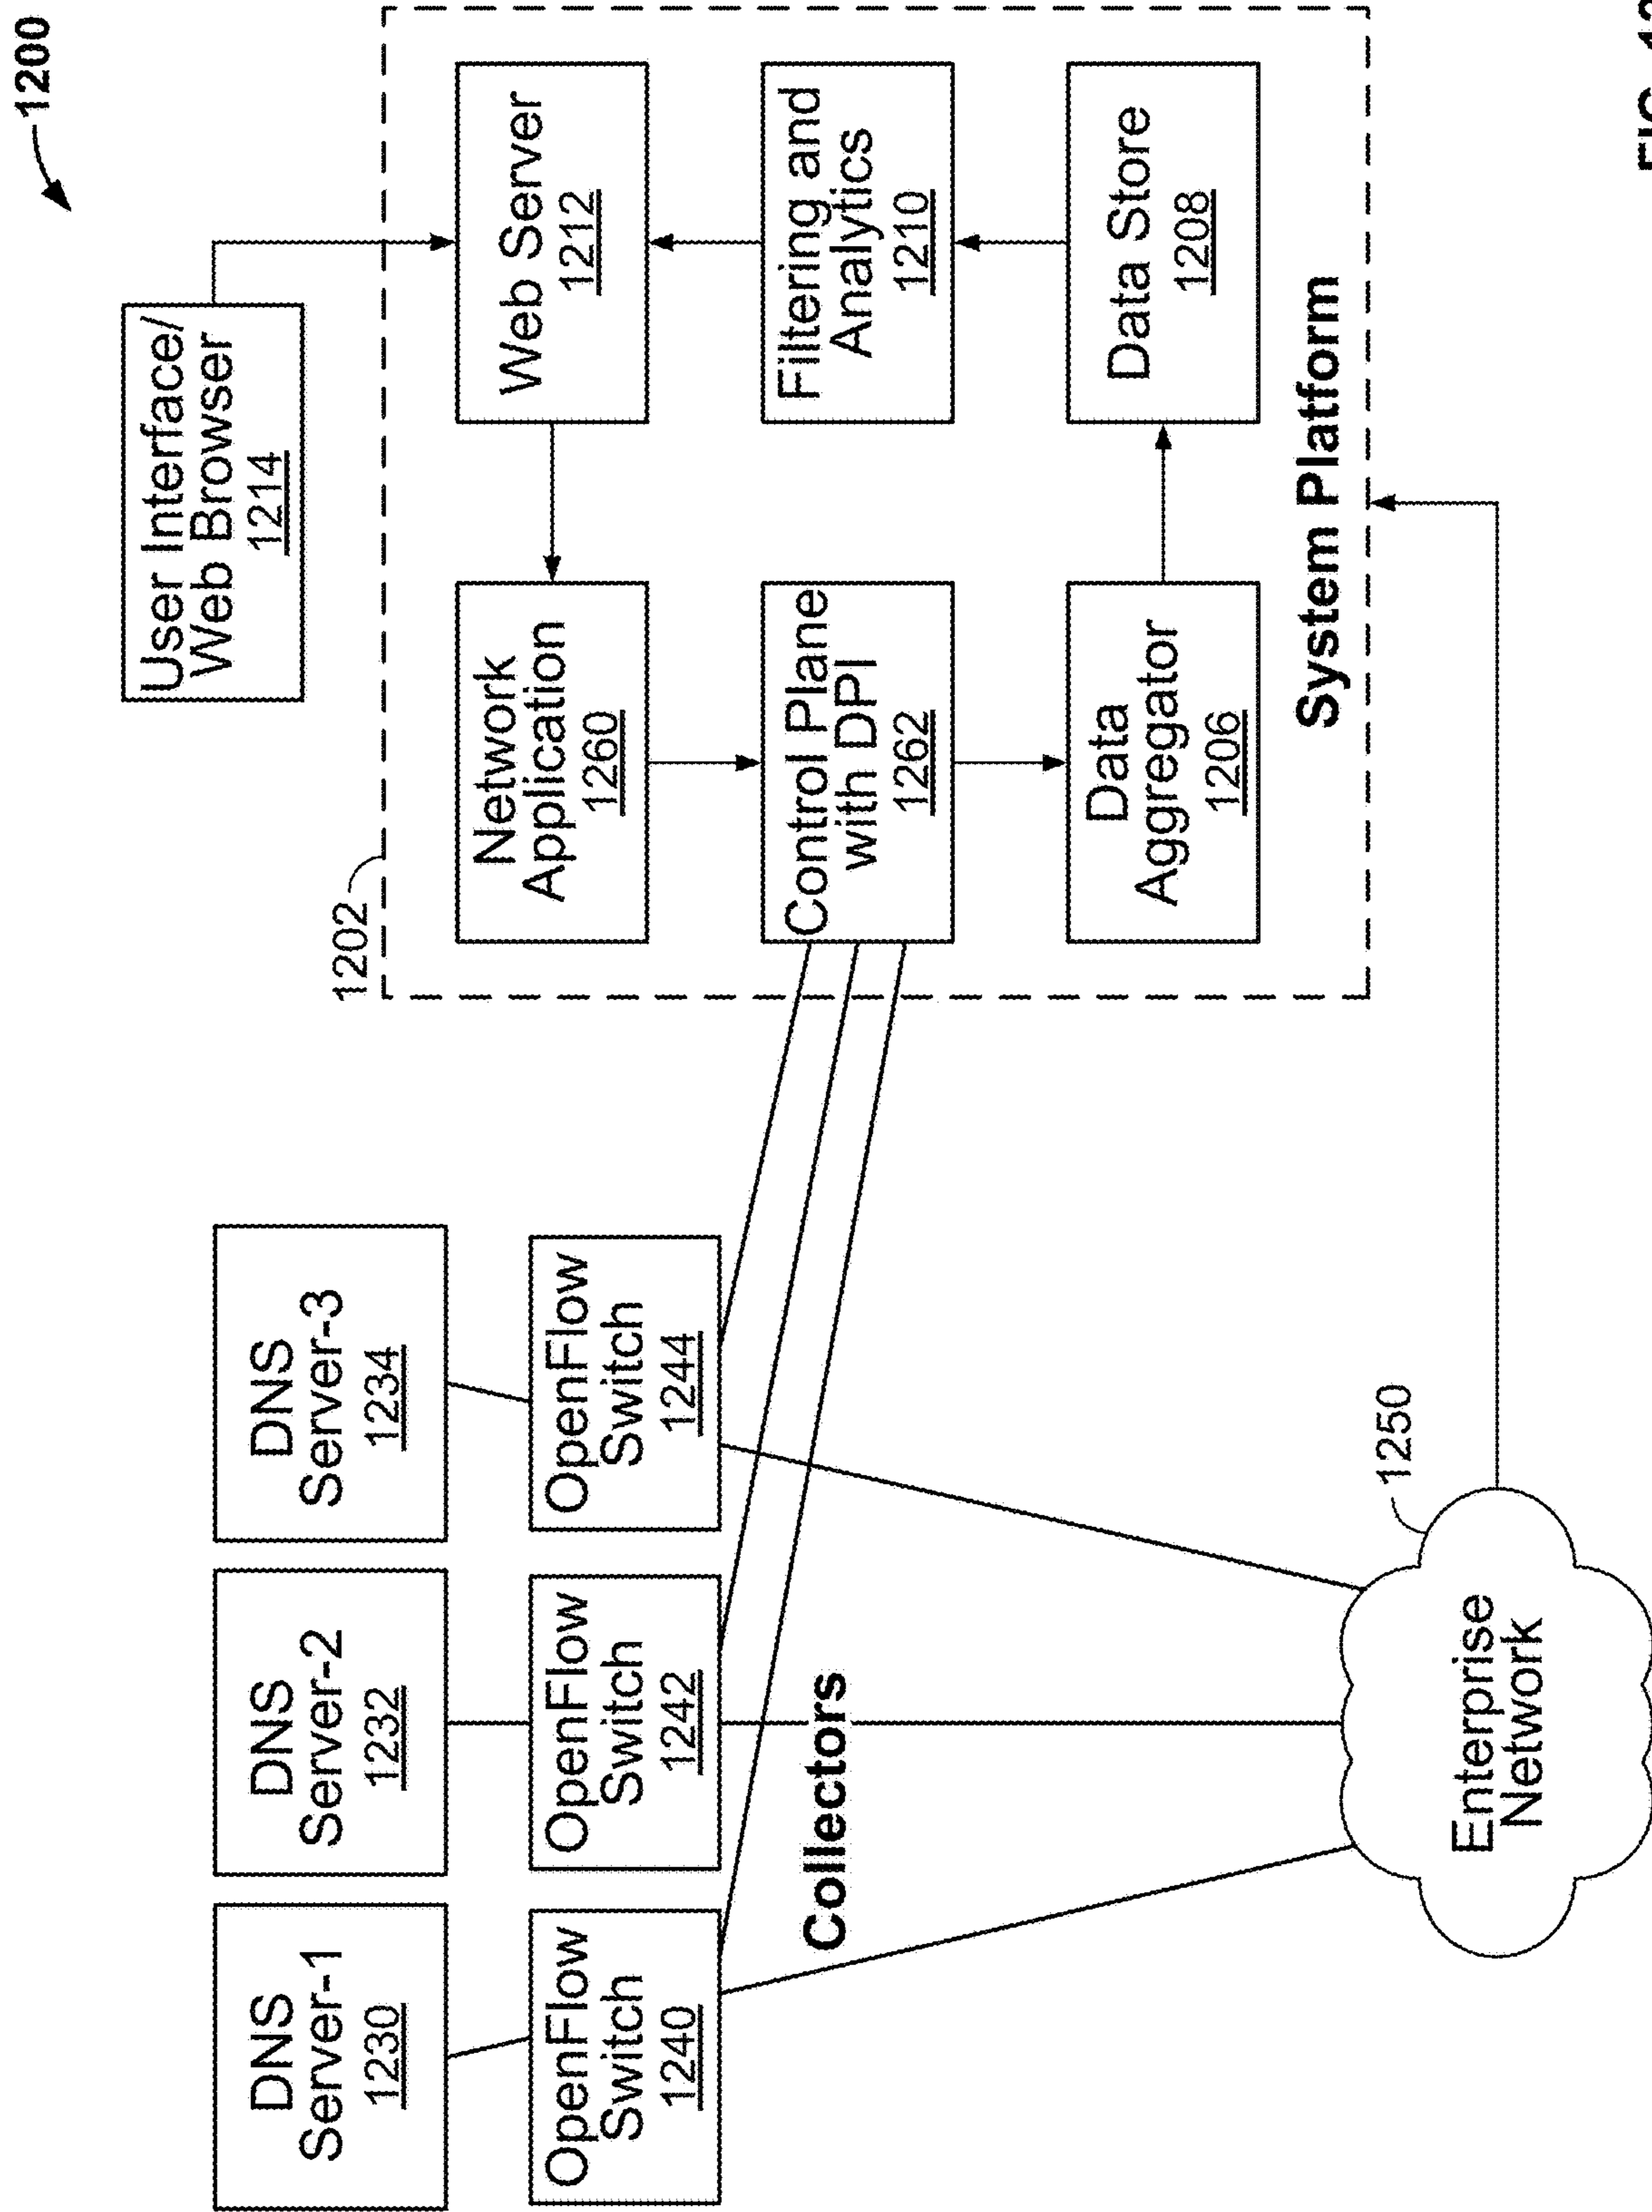 1200
User Interface/
Web Browser
1214
1202
DNS
Server-1
1230
DNS
Server-2
1232
DNS
Server-3
1234
OpenFlow
Switch
1240
OpenFlow
Switch
1242
OpenFlow
Switch
1244
Collectors
Network
Application
1260
Web Server
1212
Control Plane
with DPI
1262
Filtering and
Analytics
1210
Data
Aggregator
1206
Data Store
1208
System Platform
1250
Enterprise
Network
FIG. 12